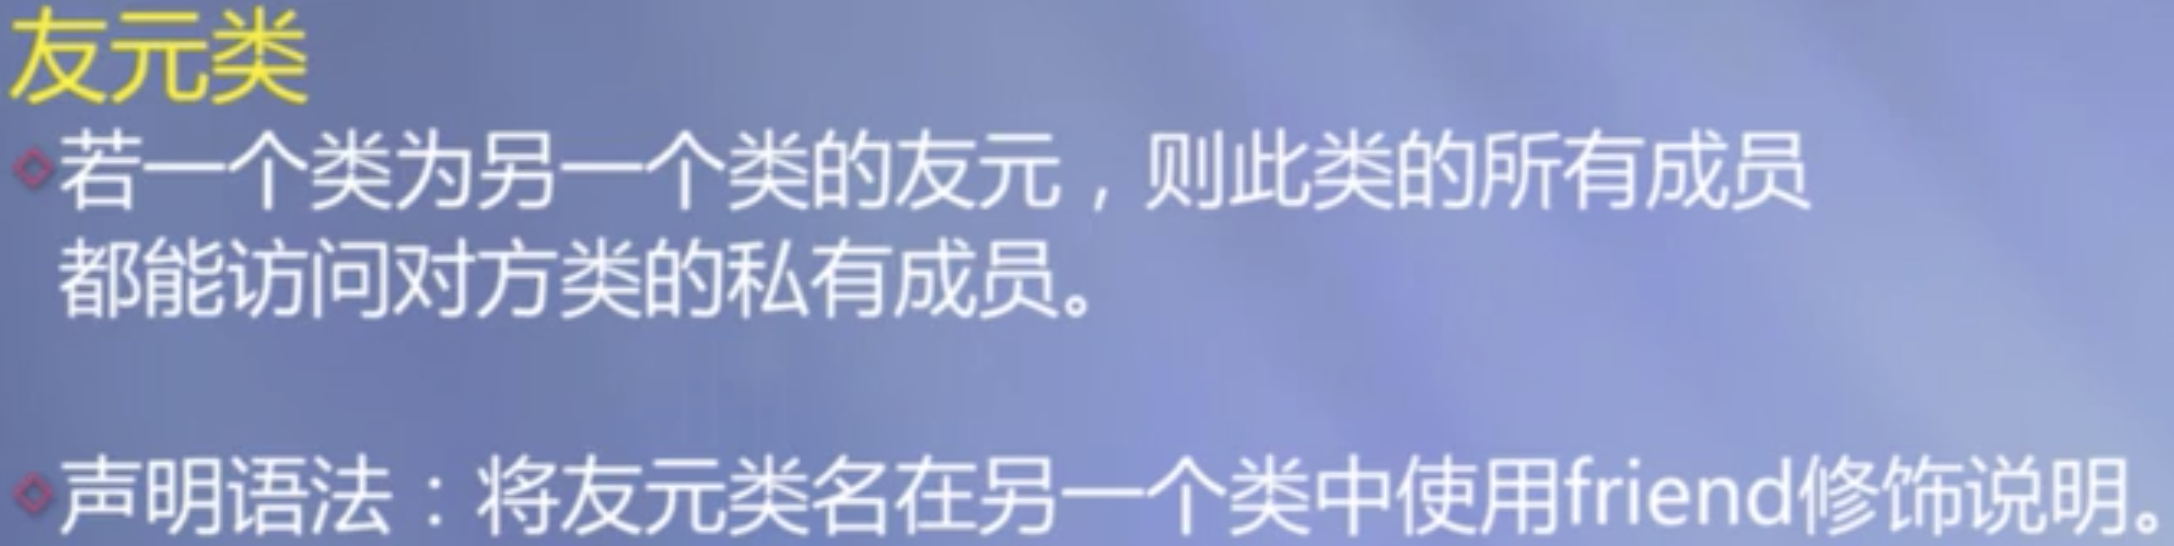 友元类
若一个类为另一个类的友元，则此类的所有成员
都能访问对方类的私有成员。
声明语法：将友元类名在另一个类中使用friend修饰说明。